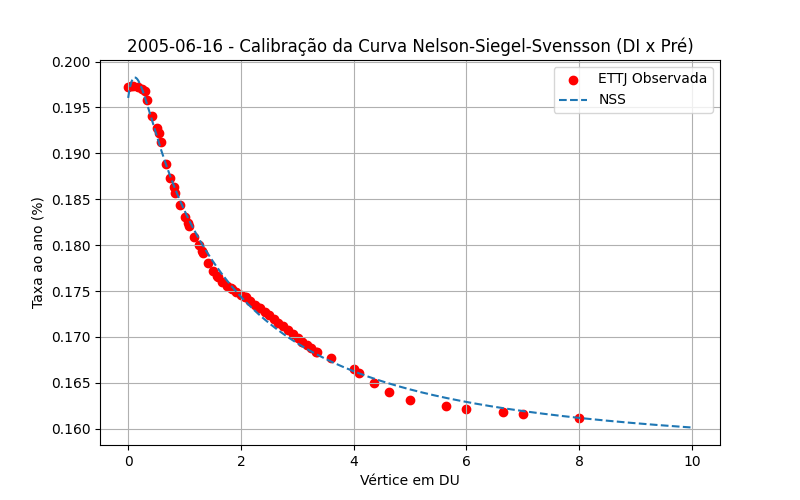 2005-06-16 - Calibração da Curva Nelson-Siegel-Svensson (DI x Pré)
ETTJ Observada
NSS
Taxa ao ano (%)
0.200
0.195
0.190
0.185
0.180
0.175
0.170
0.165
0.160
0 2 4 6 8 10
Vértice em DU